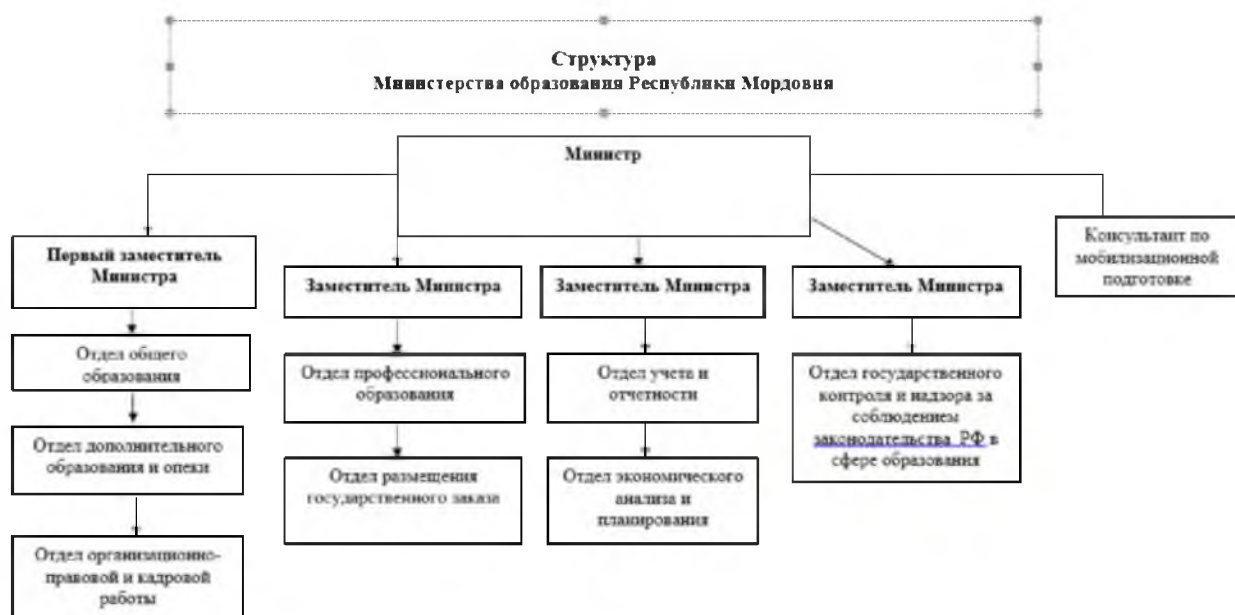 Структура
Министерства образования Республики Мордовия
Министр
Первый заместитель
Министра
Заместитель Министра
Заместитель Министра
Заместитель Министра
Консультант по
мобилизационной
подготовке
Отдел общего
образования
Отдел профессионального
образования
Отдел учета и
отчетности
Отдел государственного
контроля и надзора за
соблюдением
законодательства РФ в
сфере образования
Отдел дополнительного
образования и опеки
Отдел размещения
государственного заказа
Отдел экономического
анализа и
планирования
Отдел организационно-
правовой и кадровой
работы